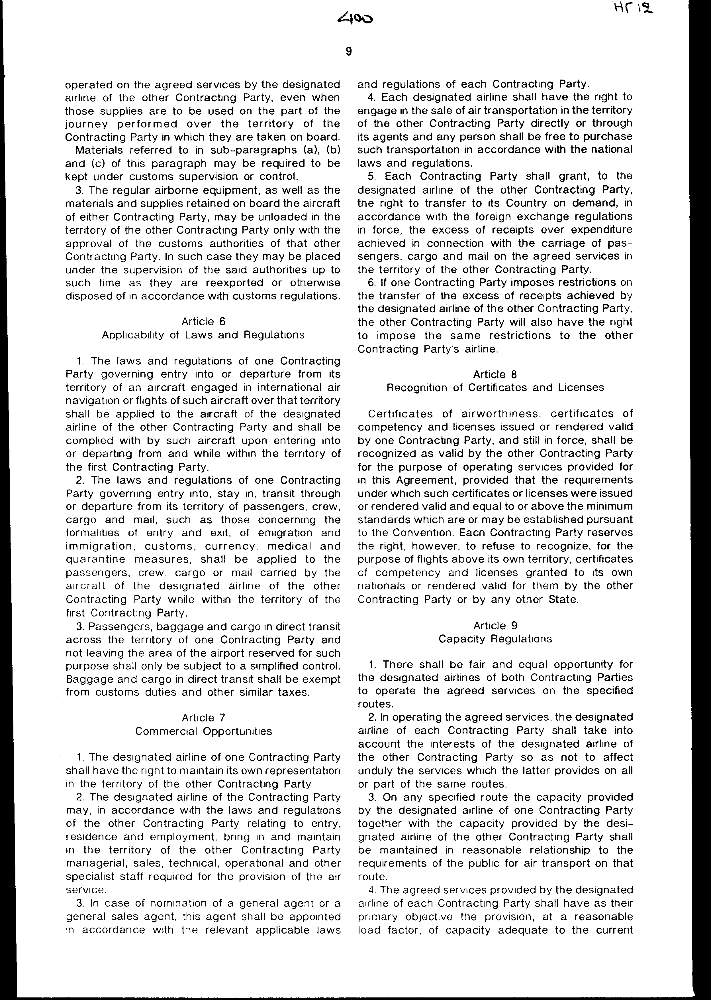 400
9
operated on the agreed services by the designated
airline of the other Contracting Party, even when
those supplies are to be used on the part of the
journey performed over the territory of the
Contracting Party in which they are taken on board.
Materials referred to in sub-paragraphs (a), (b)
and (c) of this paragraph may be required to be
kept under customs supervision or control.
3. The regular airborne equipment, as well as the
materials and supplies retained on board the aircraft
of either Contracting Party, may be unloaded in the
territory of the other Contracting Party only with the
approval of the customs authorities of that other
Contracting Party. In such case they may be placed
under the supervision of the said authorities up to
such time as they are reexported or otherwise
disposed of in accordance with customs regulations.
Article 6
Applicability of Laws and Regulations
1. The laws and regulations of one Contracting
Party governing entry into or departure from its
territory of an aircraft engaged in international air
navigation or flights of such aircraft over that territory
shall be applied to the aircraft of the designated
airline of the other Contracting Party and shall be
complied with by such aircraft upon entering into
or departing from and while within the territory of
the first Contracting Party.
2. The laws and regulations of one Contracting
Party governing entry into, stay in, transit through
or departure from its territory of passengers, crew,
cargo and mail, such as those concerning the
formalities of entry and exit, of emigration and
immigration, customs, currency, medical and
quarantine measures, shall be applied to the
passengers, crew, cargo or mail carried by the
aircraft of the designated airline of the other
Contracting Party while within the territory of the
first Contracting Party.
3. Passengers, baggage and cargo in direct transit
across the territory of one Contracting Party and
not leaving the area of the airport reserved for such
purpose shall only be subject to a simplified control.
Baggage and cargo in direct transit shall be exempt
from customs duties and other similar taxes.
Article 7
Commercial Opportunities
1. The designated airline of one Contracting Party
shall have the right to maintain its own representation
in the territory of the other Contracting Party.
2. The designated airline of the Contracting Party
may, in accordance with the laws and regulations
of the other Contracting Party relating to entry,
residence and employment, bring in and maintain
in the territory of the other Contracting Party
managerial, sales, technical, operational and other
specialist staff required for the provision of the air
service.
3. In case of nomination of a general agent or a
general sales agent, this agent shall be appointed
in accordance with the relevant applicable laws
and regulations of each Contracting Party.
4. Each designated airline shall have the right to
engage in the sale of air transportation in the territory
of the other Contracting Party directly or through
its agents and any person shall be free to purchase
such transportation in accordance with the national
laws and regulations.
5. Each Contracting Party shall grant, to the
designated airline of the other Contracting Party,
the right to transfer to its Country on demand, in
accordance with the foreign exchange regulations
in force, the excess of receipts over expenditure
achieved in connection with the carriage of pas-
sengers, cargo and mail on the agreed services in
the territory of the other Contracting Party.
6. If one Contracting Party imposes restrictions on
the transfer of the excess of receipts achieved by
the designated airline of the other Contracting Party,
the other Contracting Party will also have the right
to impose the same restrictions to the other
Contracting Party's airline.
Article 8
Recognition of Certificates and Licenses
Certificates of airworthiness, certificates of
competency and licenses issued or rendered valid
by one Contracting Party, and still in force, shall be
recognized as valid by the other Contracting Party
for the purpose of operating services provided for
in this Agreement, provided that the requirements
under which such certificates or licenses were issued
or rendered valid and equal to or above the minimum
standards which are or may be established pursuant
to the Convention. Each Contracting Party reserves
the right, however, to refuse to recognize, for the
purpose of flights above its own territory, certificates
of competency and licenses granted to its own
nationals or rendered valid for them by the other
Contracting Party or by any other State.
Article 9
Capacity Regulations
1. There shall be fair and equal opportunity for
the designated airlines of both Contracting Parties
to operate the agreed services on the specified
routes.
2. In operating the agreed services, the designated
airline of each Contracting Party shall take into
account the interests of the designated airline of
the other Contracting Party so as not to affect
unduly the services which the latter provides on all
or part of the same routes.
3. On any specified route the capacity provided
by the designated airline of one Contracting Party
together with the capacity provided by the desi-
gnated airline of the other Contracting Party shall
be maintained in reasonable relationship to the
requirements of the public for air transport on that
route.
4. The agreed services provided by the designated
airline of each Contracting Party shall have as their
primary objective the provision, at a reasonable
load factor, of capacity adequate to the current